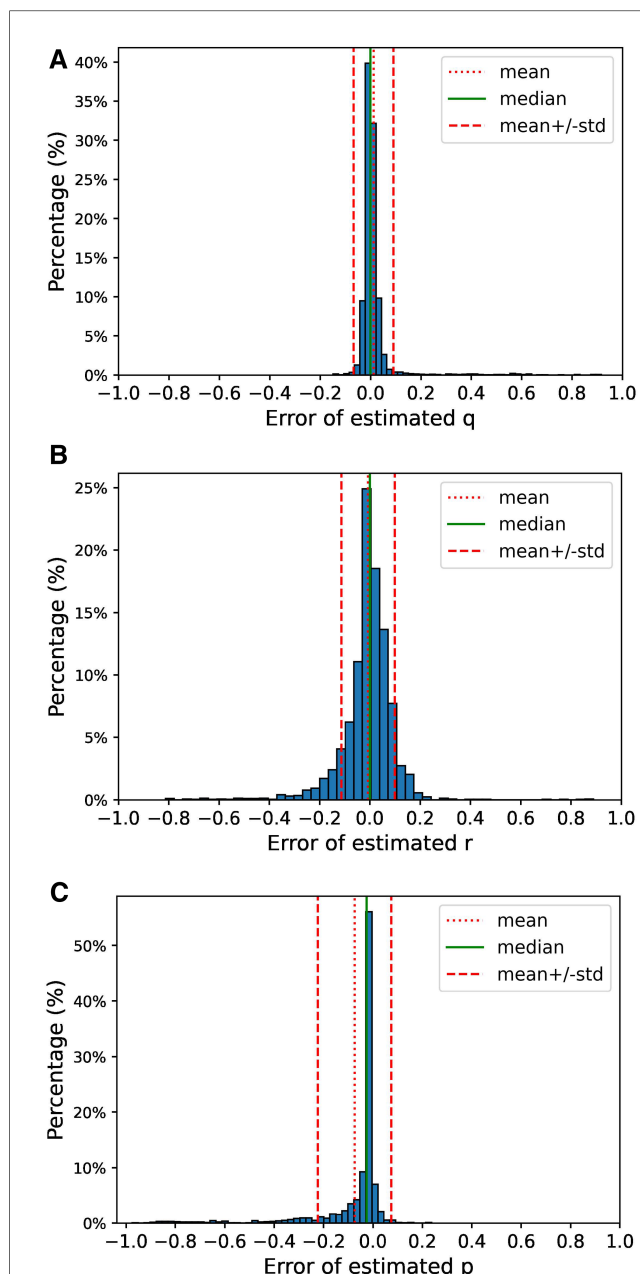 A
40%
35%
30%
25%
20%
15%
10%
5%
0%
Percentage (%)
mean
median
mean+/-std
−1.0 −0.8 −0.6 −0.4 −0.2 0.0 0.2 0.4 0.6 0.8 1.0
Error of estimated q
B
25%
20%
15%
10%
5%
0%
Percentage (%)
mean
median
mean+/-std
−1.0 −0.8 −0.6 −0.4 −0.2 0.0 0.2 0.4 0.6 0.8 1.0
Error of estimated r
C
50%
40%
30%
20%
10%
0%
Percentage (%)
mean
median
mean+/-std
−1.0 −0.8 −0.6 −0.4 −0.2 0.0 0.2 0.4 0.6 0.8 1.0
Error of estimated p